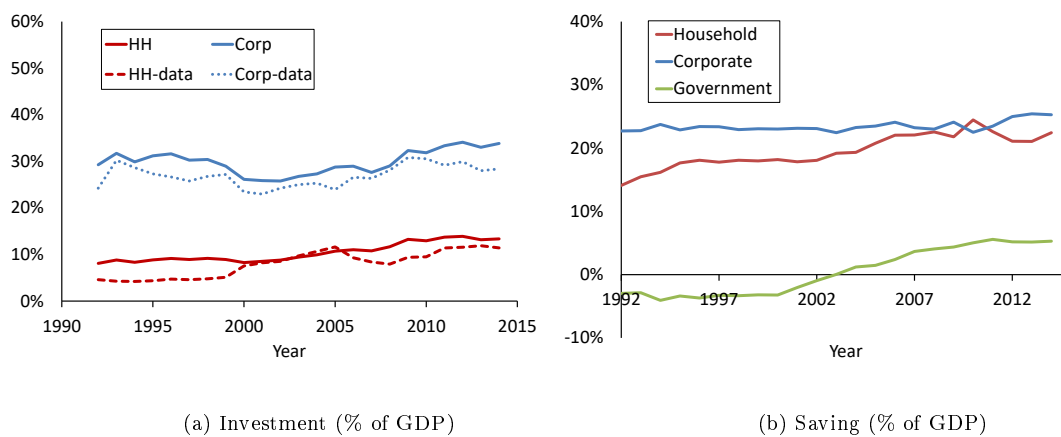 60%
50%
40%
30%
20%
10%
0%
HH
Corp
HH-data
Corp-data
1990
1995
2000
2005
2010
2015
Year
(a) Investment (% of GDP)
40%
30%
20%
10%
0%
-10%
Household
Corporate
Government
1992
1997
2002
2007
2012
Year
(b) Saving (% of GDP)